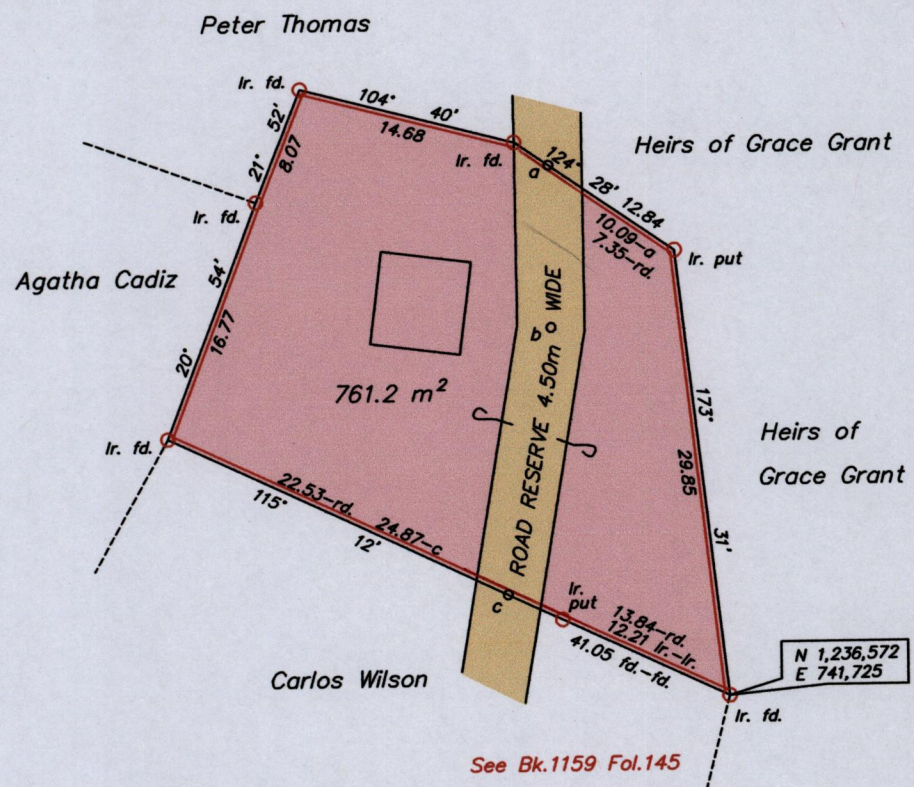 Peter Thomas
Ir. fd.
104° 40'
14.68
52'
21°
8.07
Ir. fd.
124°
28'
12.84
a
10.09-a
7.35-rd.
Heirs of Grace Grant
Ir. fd.
Ir. put
Agatha Cadiz
54'
20°
16.77
b
ROAD RESERVE 4.50m WIDE
761.2 m²
173°
31'
29.85
Heirs of
Grace Grant
Ir. fd.
22.53-rd.
24.87-c
115°
12'
c
Ir.
put
13.84-rd.
12.21 Ir.-Ir.
41.05 fd.-fd.
N 1,236,572
E 741,725
Ir. fd.
Carlos Wilson
See Bk.1159 Fol.145